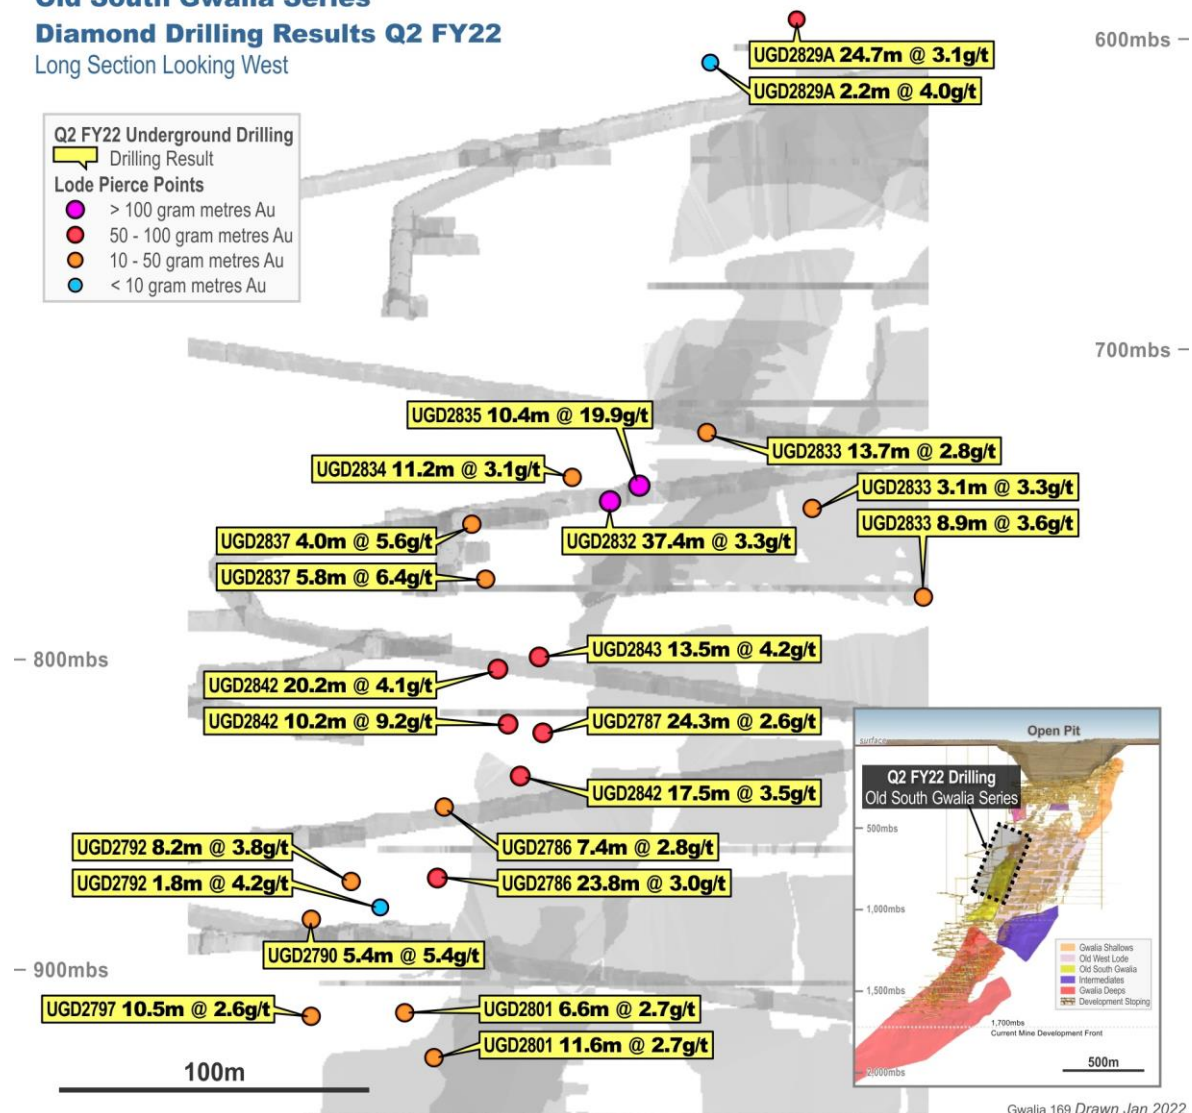 Old South Gwalia Series
Diamond Drilling Results Q2 FY22
Long Section Looking West
Q2 FY22 Underground Drilling
Drilling Result
Lode Pierce Points
> 100 gram metres Au
50 - 100 gram metres Au
10 - 50 gram metres Au
< 10 gram metres Au
600mbs
UGD2829A 24.7m @ 3.1g/t
UGD2829A 2.2m @ 4.0g/t
700mbs
UGD2835 10.4m @ 19.9g/t
UGD2833 13.7m @ 2.8g/t
UGD2834 11.2m @ 3.1g/t
UGD2833 3.1m @ 3.3g/t
UGD2833 8.9m @ 3.6g/t
UGD2837 4.0m @ 5.6g/t
UGD2832 37.4m @ 3.3g/t
UGD2837 5.8m @ 6.4g/t
800mbs
UGD2843 13.5m @ 4.2g/t
UGD2842 20.2m @ 4.1g/t
UGD2842 10.2m @ 9.2g/t
UGD2787 24.3m @ 2.6g/t
UGD2842 17.5m @ 3.5g/t
UGD2792 8.2m @ 3.8g/t
UGD2786 7.4m @ 2.8g/t
UGD2792 1.8m @ 4.2g/t
UGD2786 23.8m @ 3.0g/t
UGD2790 5.4m @ 5.4g/t
900mbs
UGD2797 10.5m @ 2.6g/t
UGD2801 6.6m @ 2.7g/t
UGD2801 11.6m @ 2.7g/t
100m
Open Pit
surface
Q2 FY22 Drilling
Old South Gwalia Series
500mbs
1,000mbs
Gwalia Shallows
Old West Lode
Old South Gwalia
Intermediates
Gwalia Deeps
Development Stoping
1,500mbs
1,700mbs
Current Mine Development Front
500m
2,000mbs
Gwalia 169 Drawn Jan 2022